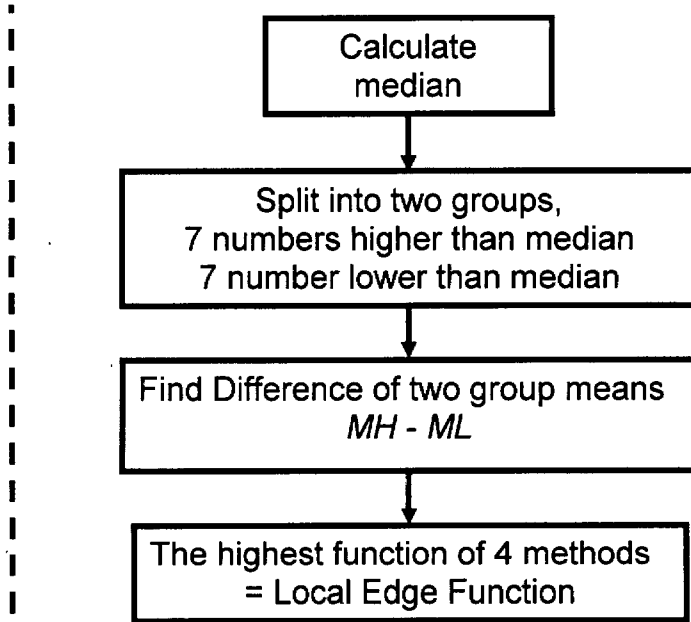 Calculate
median
Split into two groups,
7 numbers higher than median
7 number lower than median
Find Difference of two group means
MH - ML
The highest function of 4 methods
= Local Edge Function